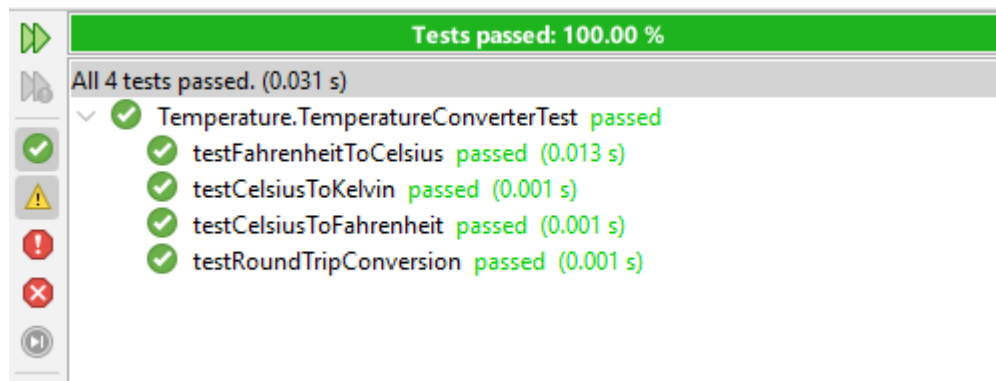 Tests passed: 100.00 %
All 4 tests passed. (0.031 s)
Temperature.TemperatureConverterTest passed
testFahrenheitToCelsius passed (0.013 s)
testCelsiusToKelvin passed (0.001 s)
testCelsiusToFahrenheit passed (0.001 s)
testRoundTripConversion passed (0.001 s)